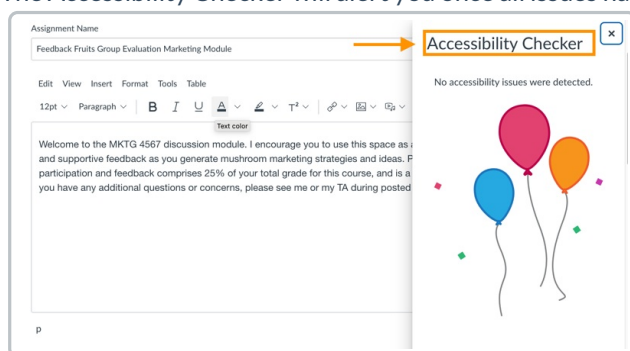 The Accessibility Checker will alert you once all issues ha
Assignment Name
Feedback Fruits Group Evaluation Marketing Module
Edit View Insert Format Tools Table
12pt Paragraph B I U A T²
Text color
Welcome to the MKTG 4567 discussion module. I encourage you to use this space as
and supportive feedback as you generate mushroom marketing strategies and ideas. P
participation and feedback comprises 25% of your total grade for this course, and is a
you have any additional questions or concerns, please see me or my TA during posted
p
Accessibility Checker
No accessibility issues were detected.